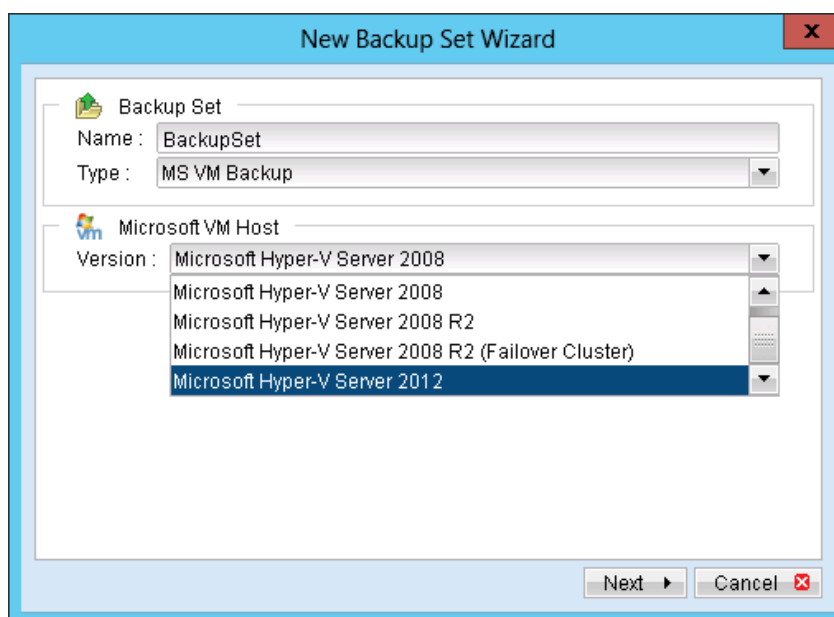 New Backup Set Wizard
x
Backup Set
Name : BackupSet
Type : MS VM Backup
vm Microsoft VM Host
Version : Microsoft Hyper-V Server 2008
Microsoft Hyper-V Server 2008
Microsoft Hyper-V Server 2008 R2
Microsoft Hyper-V Server 2008 R2 (Failover Cluster)
Microsoft Hyper-V Server 2012
Next Cancel